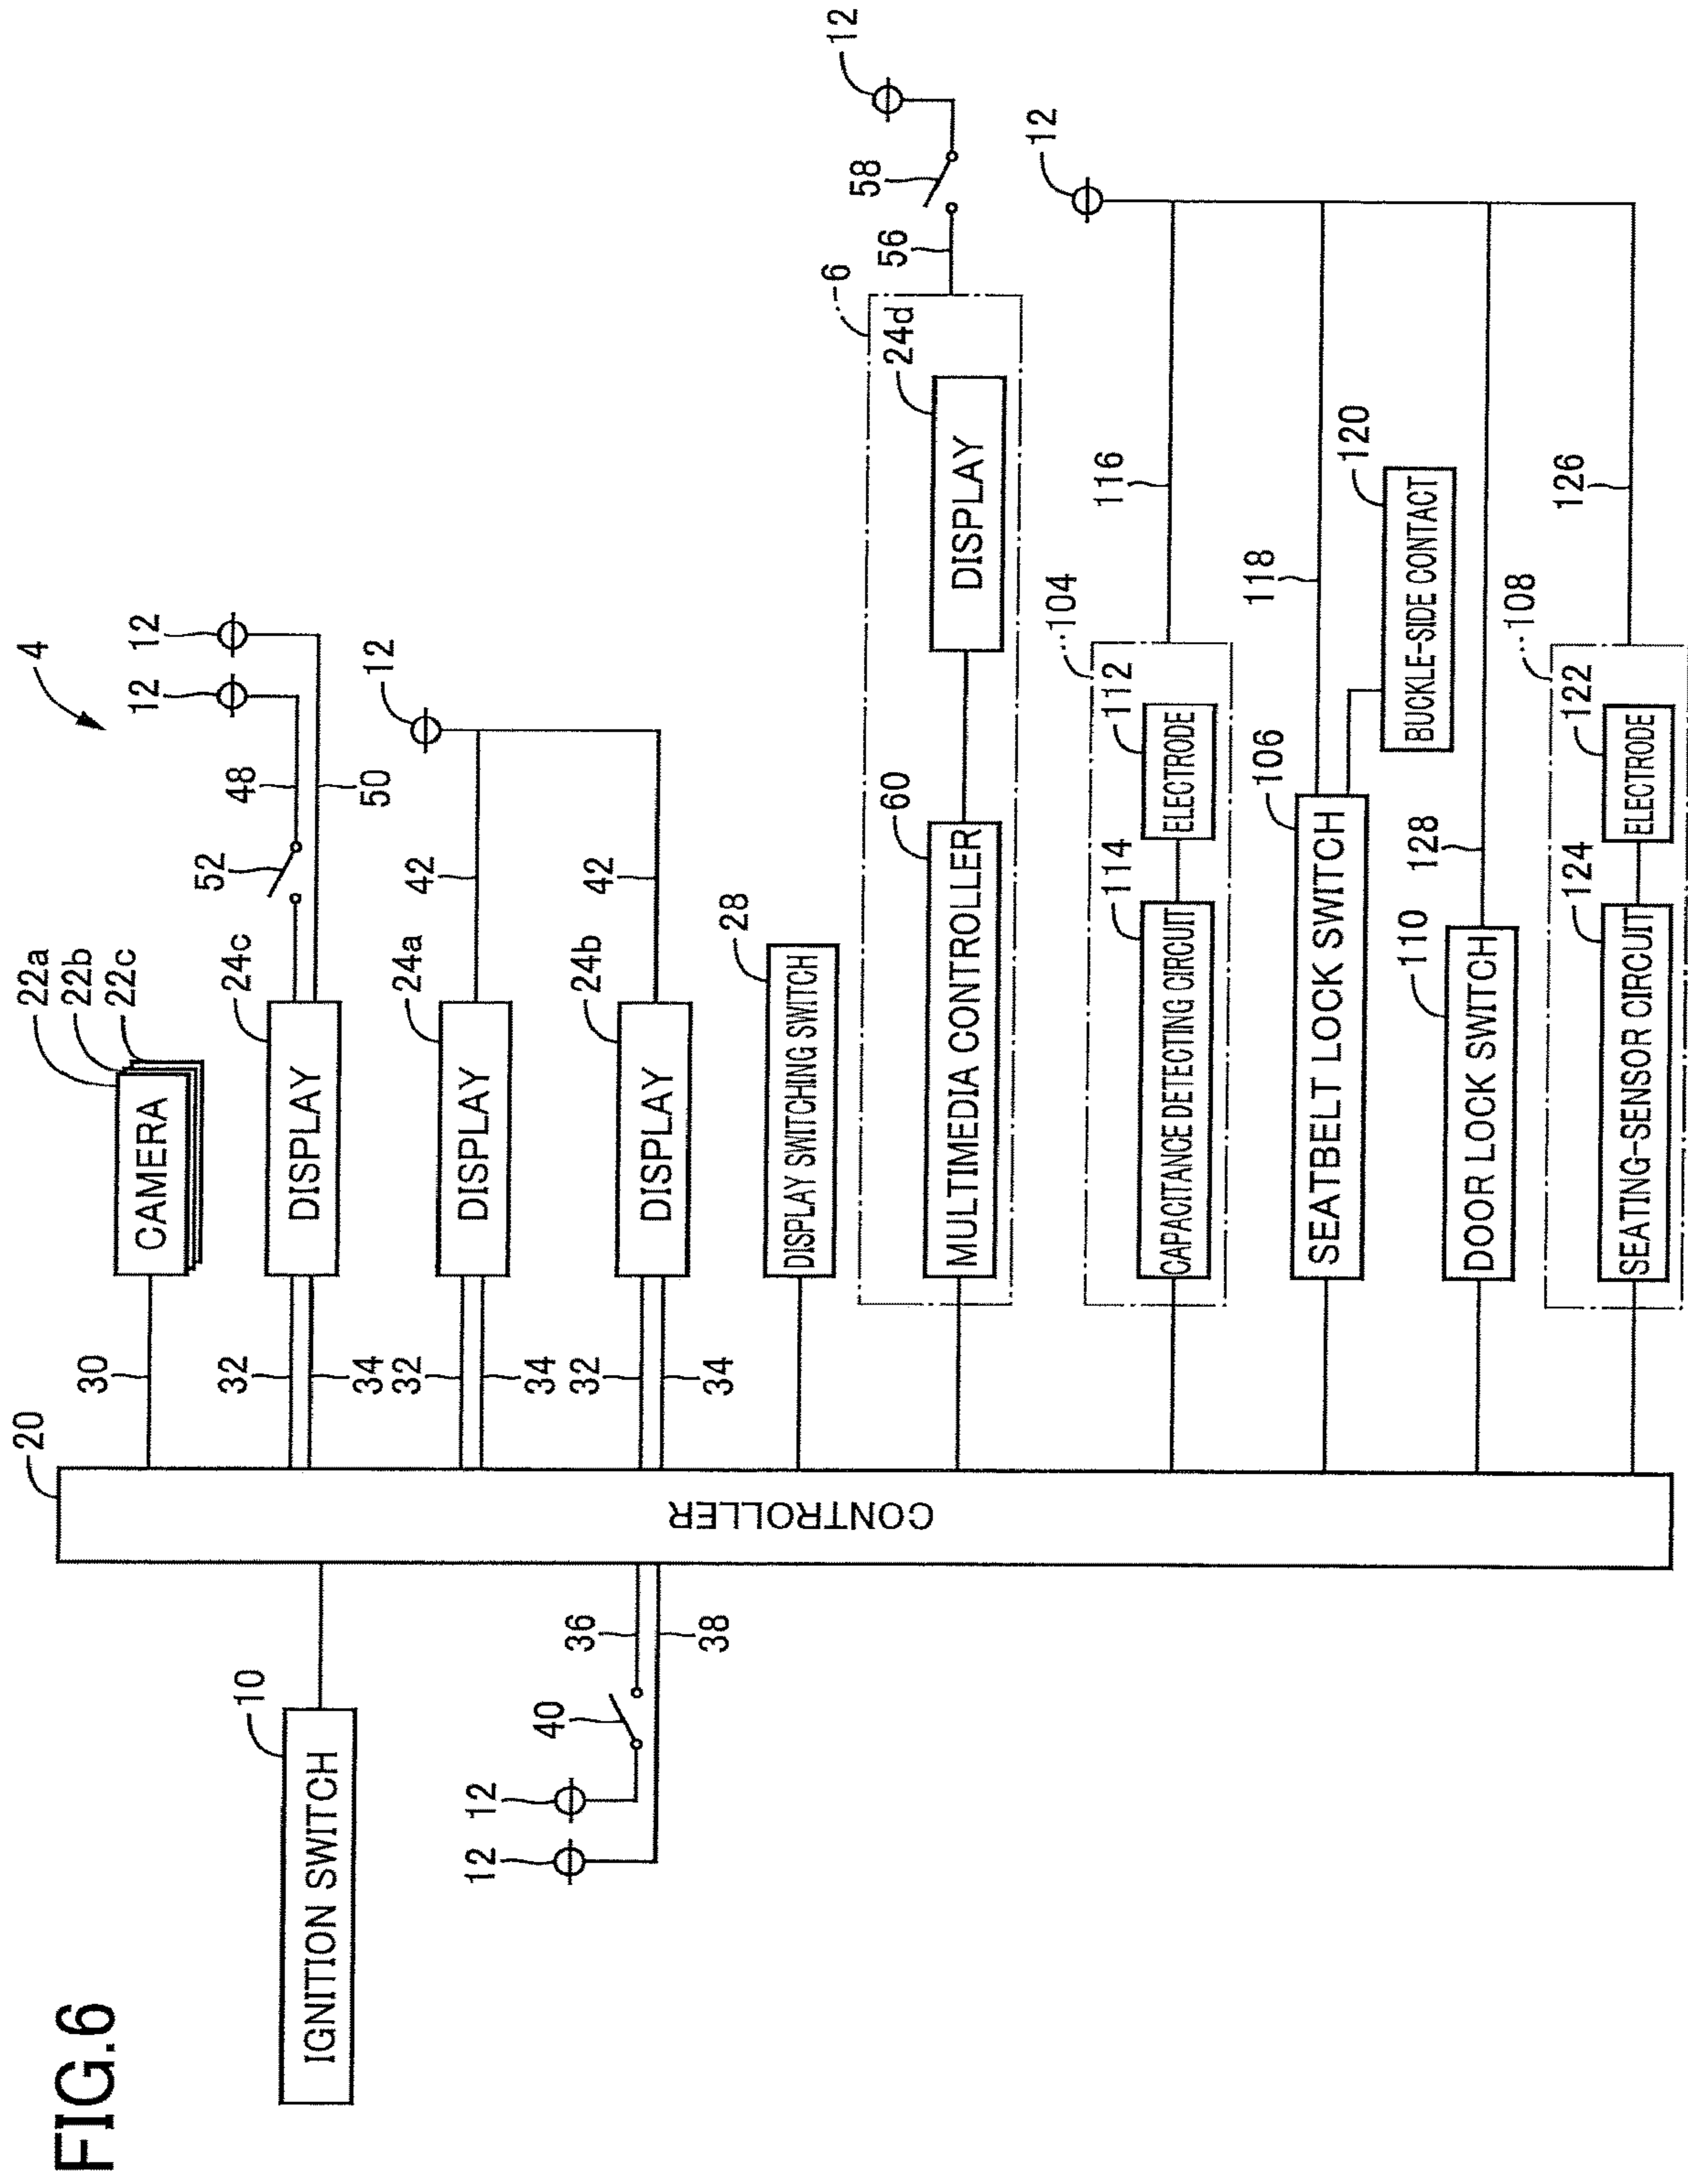 FIG.6
4
20
CONTROLLER
10
IGNITION SWITCH
12
12
40
36
38
30
22a
22b
22c
CAMERA
32
34
24c
DISPLAY
52
48
50
12
12
32
34
24a
DISPLAY
42
12
32
34
24b
DISPLAY
42
28
DISPLAY SWITCHING SWITCH
6
60
MULTIMEDIA CONTROLLER
24d
DISPLAY
56
58
12
104
114
CAPACITANCE DETECTING CIRCUIT
112
ELECTRODE
116
12
106
SEATBELT LOCK SWITCH
118
120
BUCKLE-SIDE CONTACT
110
DOOR LOCK SWITCH
128
108
124
SEATING-SENSOR CIRCUIT
122
ELECTRODE
126